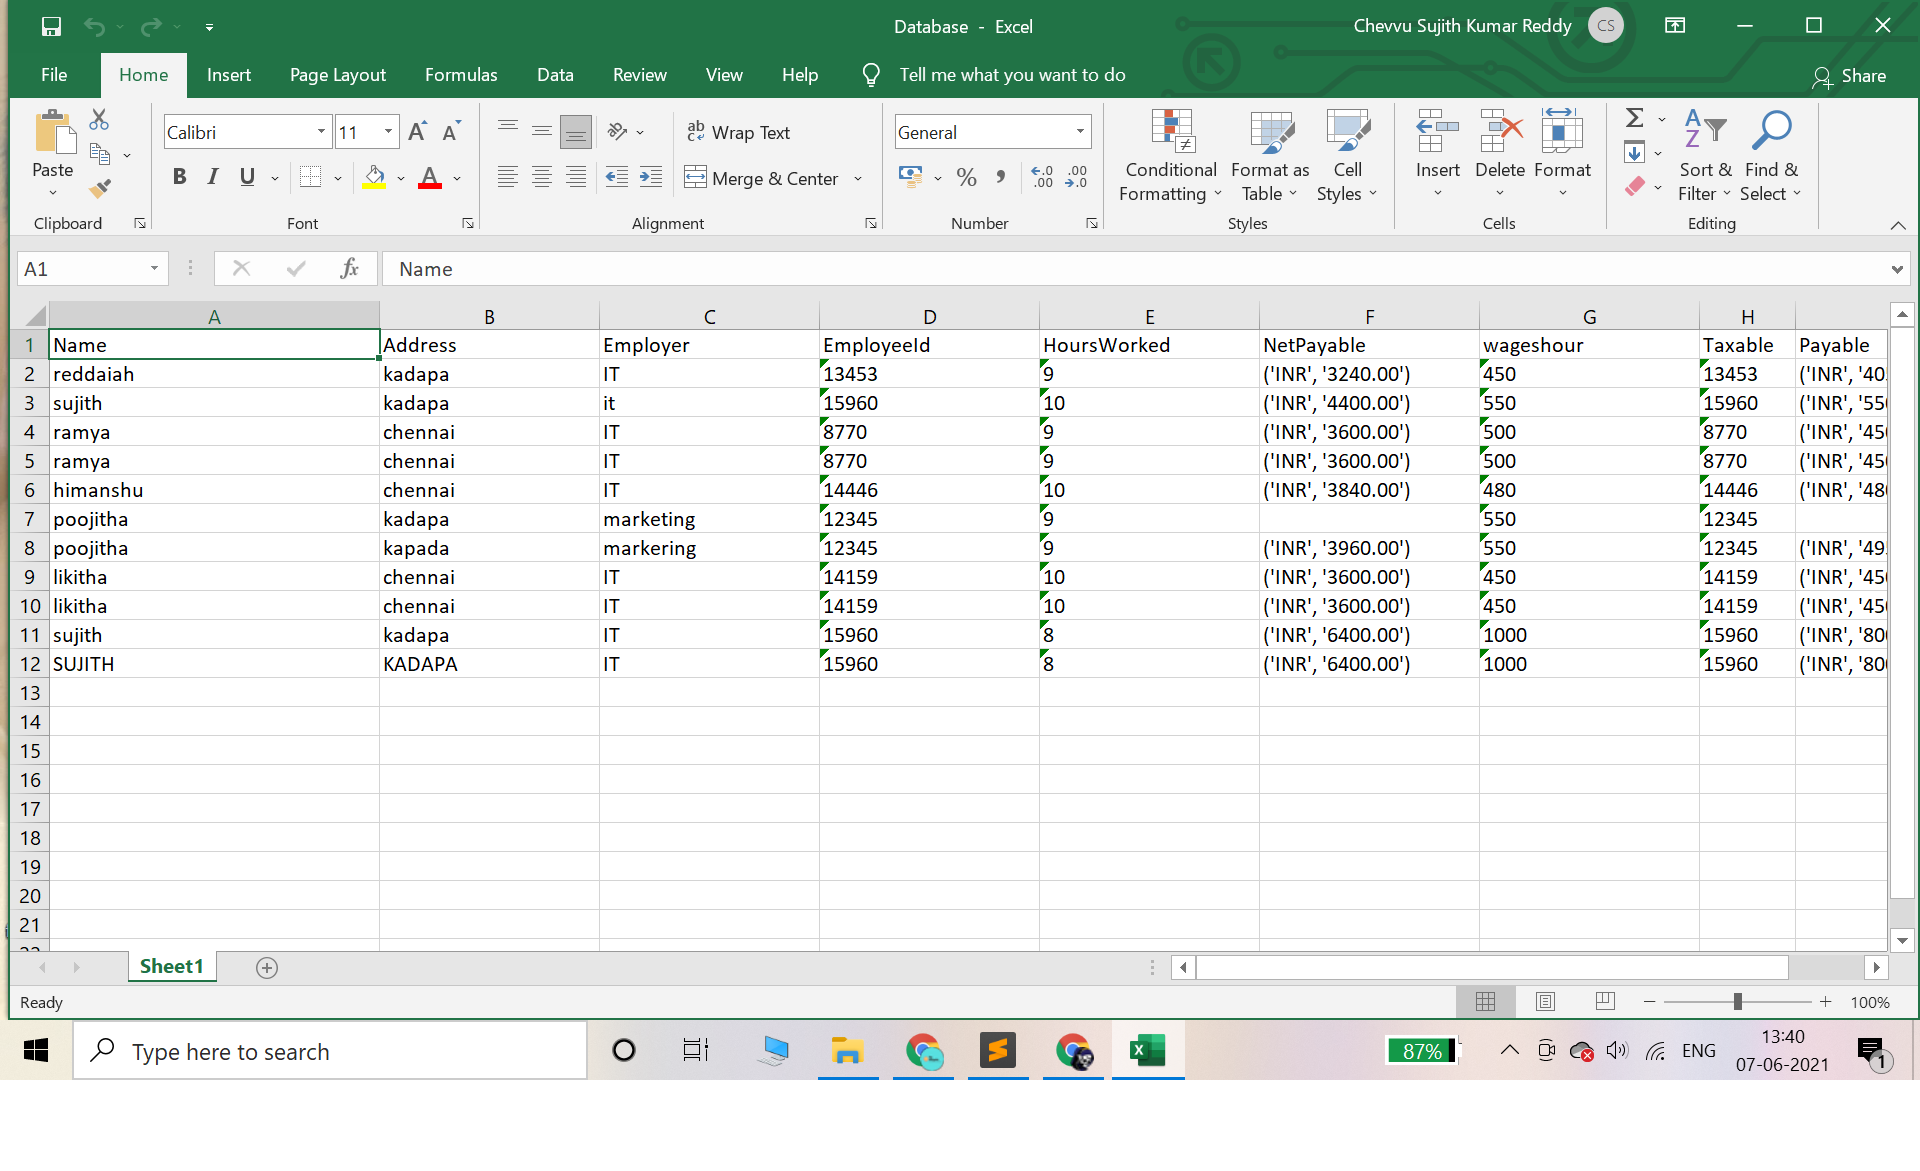 Database - Excel
Chevvu Sujith Kumar Reddy CS
File Home Insert Page Layout Formulas Data Review View Help Tell me what you want to do Share
Calibri 11 ab Wrap Text General
Paste B I U A Merge & Center % Conditional Formatting Format as Table Cell Styles Insert Delete Format Sort & Filter Find & Select
Clipboard Font Alignment Number Styles Cells Editing
A1 fx Name
A B C D E F G H
1 Name Address Employer EmployeeId HoursWorked NetPayable wageshour Taxable Payable
2 reddaiah kadapa IT 13453 9 ('INR', '3240.00') 450 13453 ('INR', '40
3 sujith kadapa it 15960 10 ('INR', '4400.00') 550 15960 ('INR', '55
4 ramya chennai IT 8770 9 ('INR', '3600.00') 500 8770 ('INR', '45
5 ramya chennai IT 8770 9 ('INR', '3600.00') 500 8770 ('INR', '45
6 himanshu chennai IT 14446 10 ('INR', '3840.00') 480 14446 ('INR', '48
7 poojitha kadapa marketing 12345 9 550 12345
8 poojitha kapada markering 12345 9 ('INR', '3960.00') 550 12345 ('INR', '49
9 likitha chennai IT 14159 10 ('INR', '3600.00') 450 14159 ('INR', '45
10 likitha chennai IT 14159 10 ('INR', '3600.00') 450 14159 ('INR', '45
11 sujith kadapa IT 15960 8 ('INR', '6400.00') 1000 15960 ('INR', '80
12 SUJITH KADAPA IT 15960 8 ('INR', '6400.00') 1000 15960 ('INR', '80
13
14
15
16
17
18
19
20
21
Sheet1
Ready 100%
Type here to search 87% ENG 13:40
07-06-2021 1